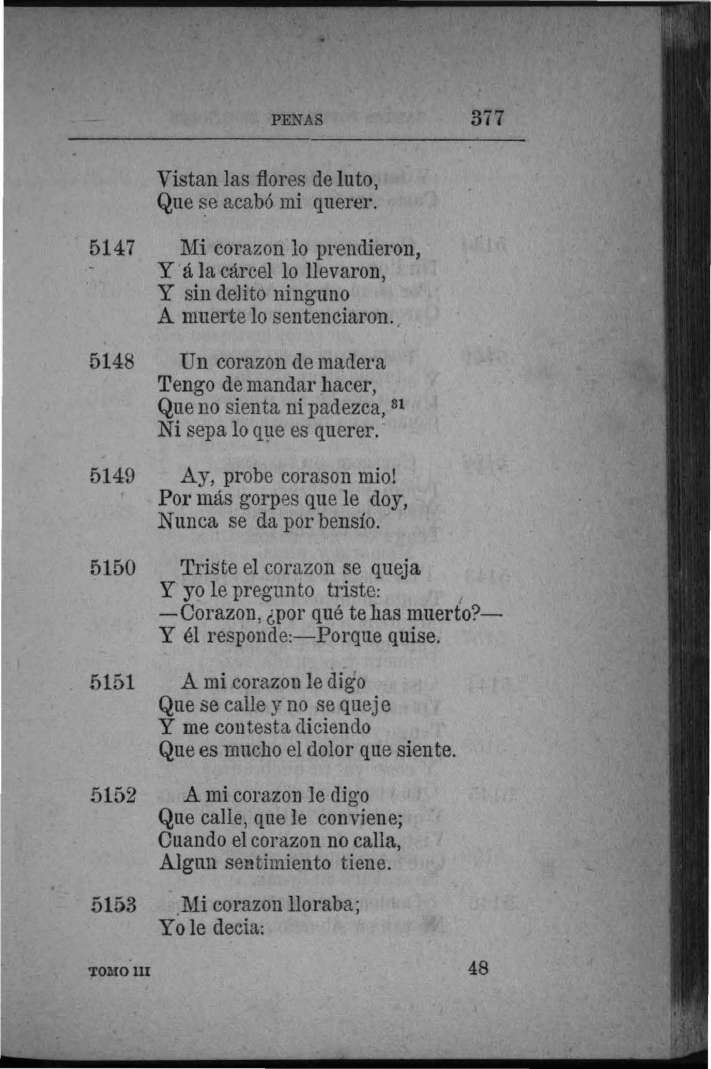 PENAS 377
Vistan las flores de luto,
Que se acabó mi querer.
5147 Mi corazon lo prendieron,
Y á la cárcel lo llevaron,
Y sin delito ninguno
A muerte lo sentenciaron.
5148 Un corazon de madera
Tengo de mandar hacer,
Que no sienta ni padezca, 31
Ni sepa lo que es querer.
5149 Ay, probe corason mio!
Por más gorpes que le doy,
Nunca se da por bensío.
5150 Triste el corazon se queja
Y yo le pregunto triste:
—Corazon, ¿por qué te has muerto?—
Y él responde:—Porque quise.
5151 A mi corazon le digo
Que se calle y no se queje
Y me contesta diciendo
Que es mucho el dolor que siente.
5152 A mi corazon le digo
Que calle, que le conviene;
Cuando el corazon no calla,
Algun sentimiento tiene.
5153 Mi corazon lloraba;
Yo le decia:
TOMO III 48